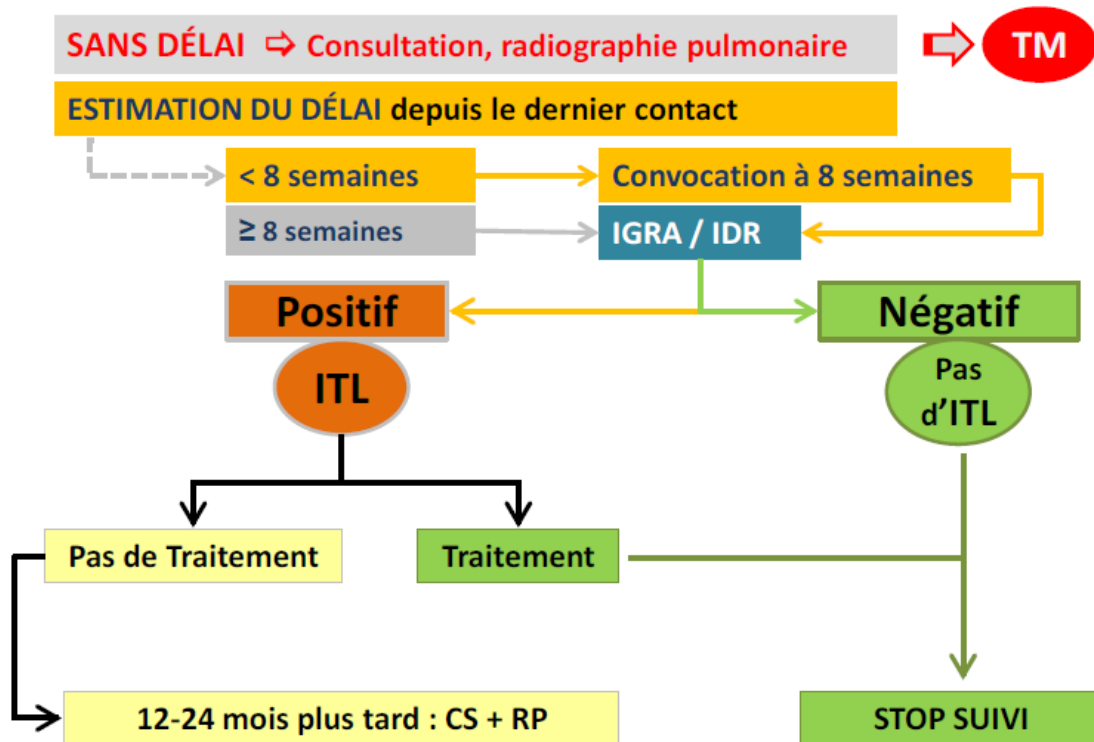 SANS DÉLAI ⇨ Consultation, radiographie pulmonaire
TM
ESTIMATION DU DÉLAI depuis le dernier contact
< 8 semaines
Convocation à 8 semaines
≥ 8 semaines
IGRA / IDR
Positif
Négatif
ITL
Pas
d'ITL
Pas de Traitement
Traitement
12-24 mois plus tard : CS + RP
STOP SUIVI